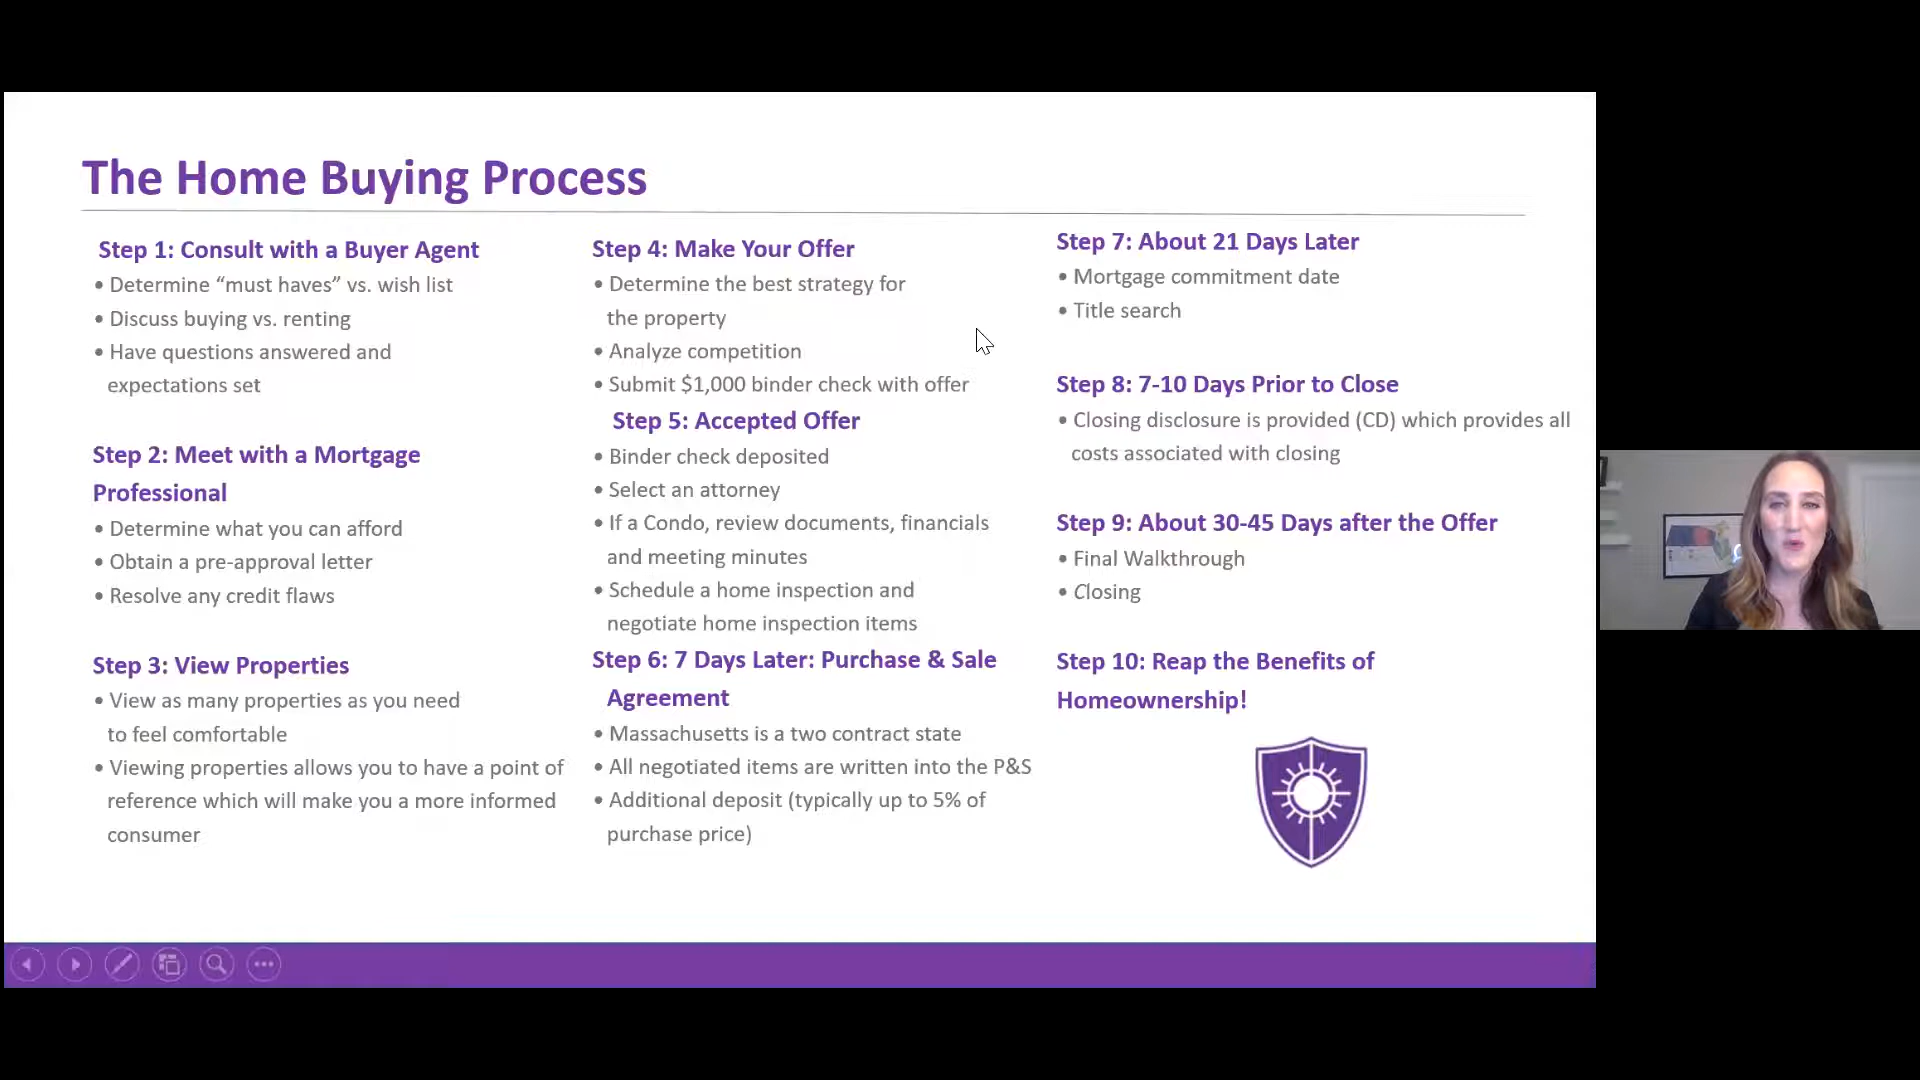 The Home Buying Process
Step 1: Consult with a Buyer Agent
• Determine “must haves” vs. wish list
• Discuss buying vs. renting
• Have questions answered and
expectations set
Step 2: Meet with a Mortgage
Professional
• Determine what you can afford
• Obtain a pre-approval letter
• Resolve any credit flaws
Step 3: View Properties
• View as many properties as you need
to feel comfortable
• Viewing properties allows you to have a point of
reference which will make you a more informed
consumer
Step 4: Make Your Offer
• Determine the best strategy for
the property
• Analyze competition
• Submit $1,000 binder check with offer
Step 5: Accepted Offer
• Binder check deposited
• Select an attorney
• If a Condo, review documents, financials
and meeting minutes
• Schedule a home inspection and
negotiate home inspection items
Step 6: 7 Days Later: Purchase & Sale
Agreement
• Massachusetts is a two contract state
• All negotiated items are written into the P&S
• Additional deposit (typically up to 5% of
purchase price)
Step 7: About 21 Days Later
• Mortgage commitment date
• Title search
Step 8: 7-10 Days Prior to Close
• Closing disclosure is provided (CD) which provides all
costs associated with closing
Step 9: About 30-45 Days after the Offer
• Final Walkthrough
• Closing
Step 10: Reap the Benefits of
Homeownership!